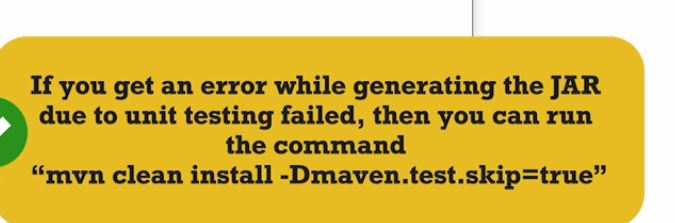 If you get an error while generating the JAR
due to unit testing failed, then you can run
the command
“mvn clean install -Dmaven.test.skip=true”